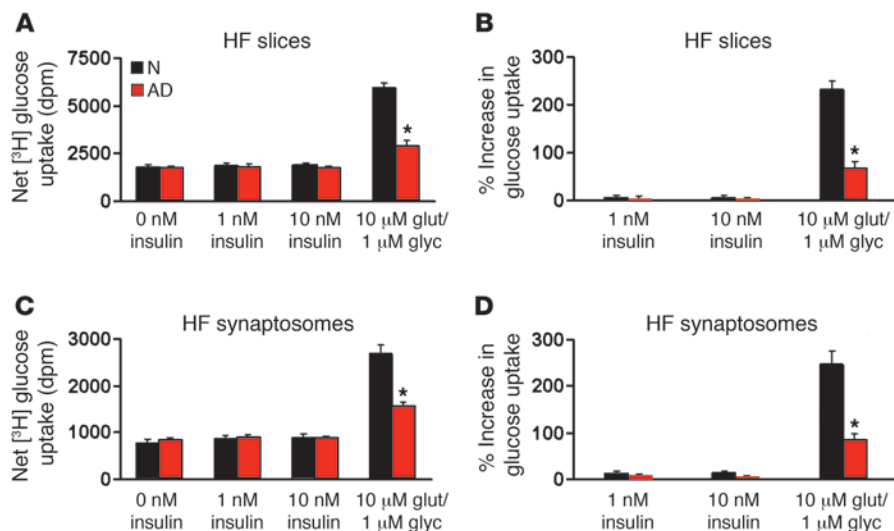 A
HF slices
Net [³H] glucose
uptake (dpm)
7500
5000
2500
0
N
AD
*
0 nM
insulin
1 nM
insulin
10 nM
insulin
10 μM glut/
1 μM glyc
B
HF slices
% Increase in
glucose uptake
300
200
100
0
*
1 nM
insulin
10 nM
insulin
10 μM glut/
1 μM glyc
C
HF synaptosomes
Net [³H] glucose
uptake (dpm)
3000
2000
1000
0
*
0 nM
insulin
1 nM
insulin
10 nM
insulin
10 μM glut/
1 μM glyc
D
HF synaptosomes
% Increase in
glucose uptake
300
200
100
0
*
1 nM
insulin
10 nM
insulin
10 μM glut/
1 μM glyc